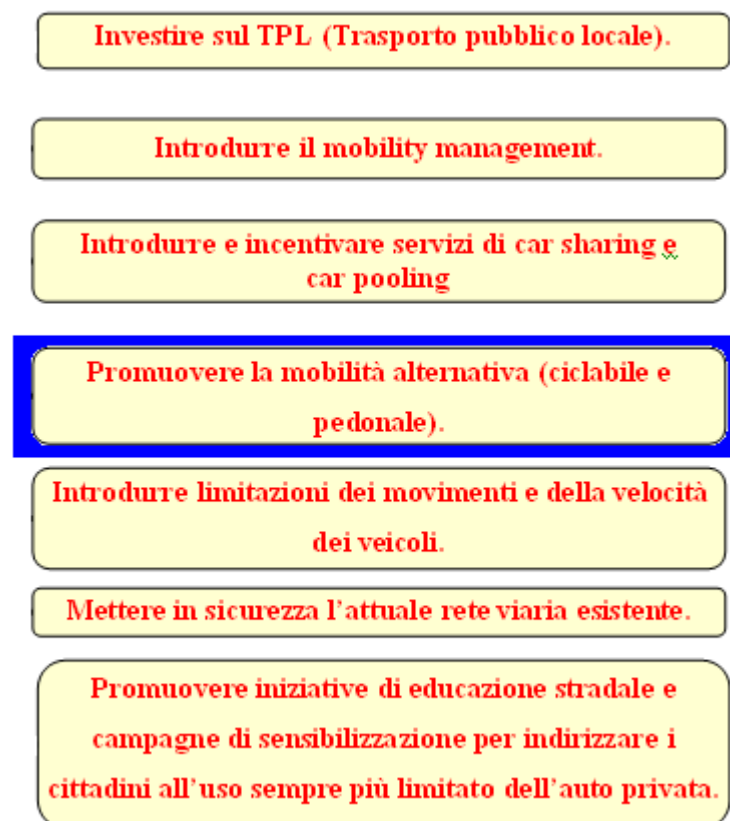 Investire sul TPL (Trasporto pubblico locale).
Introdurre il mobility management.
Introdurre e incentivare servizi di car sharing e
car pooling
Promuovere la mobilità alternativa (ciclabile e
pedonale).
Introdurre limitazioni dei movimenti e della velocità
dei veicoli.
Mettere in sicurezza l’attuale rete viaria esistente.
Promuovere iniziative di educazione stradale e
campagne di sensibilizzazione per indirizzare i
cittadini all’uso sempre più limitato dell’auto privata.